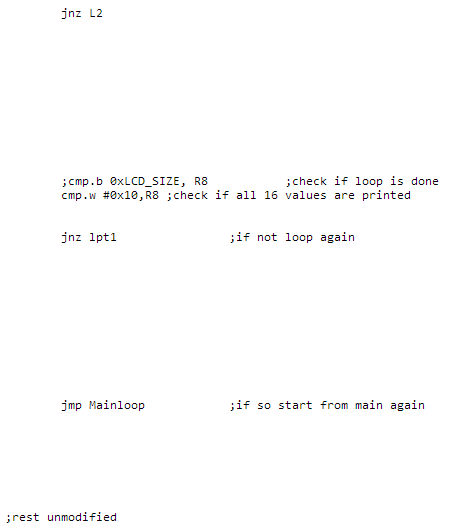 jnz L2
;cmp.b 0xLCD_SIZE, R8 ;check if loop is done
cmp.w #0x10,R8 ;check if all 16 values are printed
jnz lpt1 ;if not loop again
jmp Mainloop ;if so start from main again
;rest unmodified